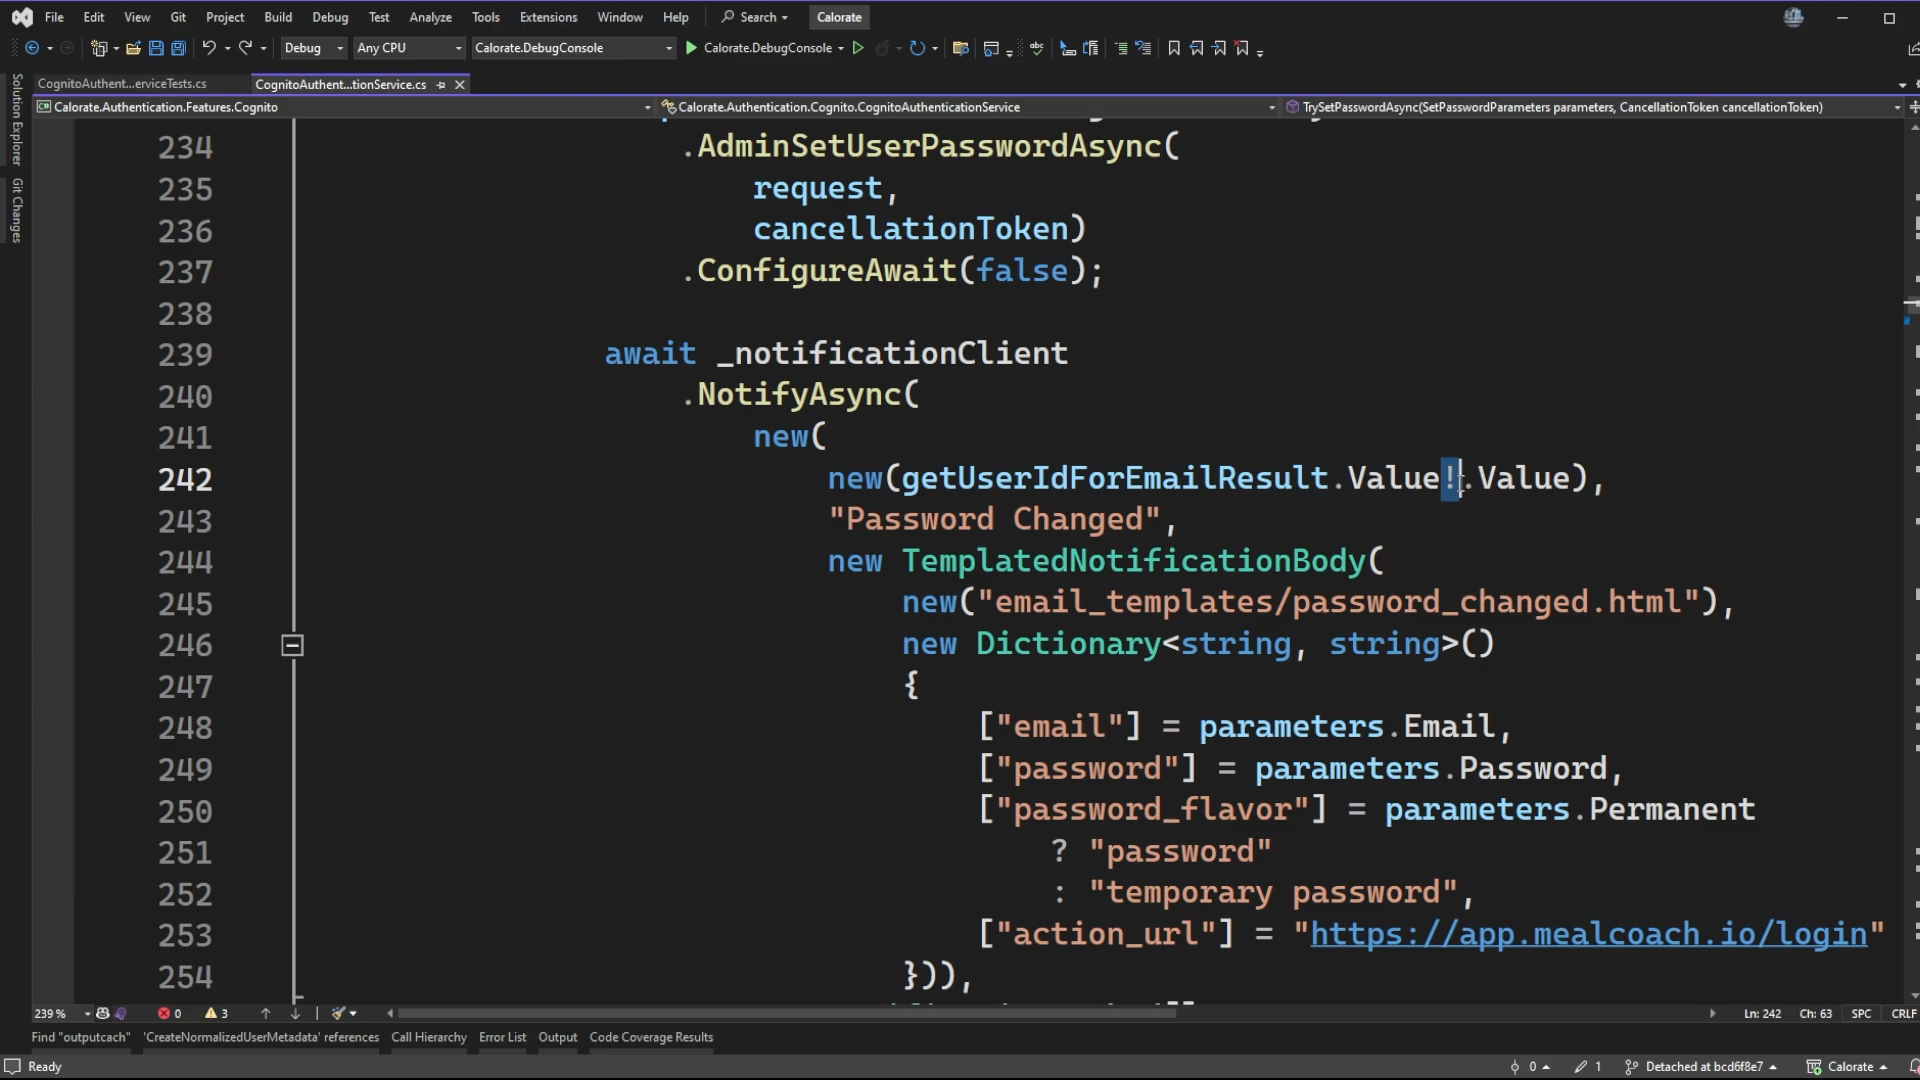 File Edit View Git Project Build Debug Test Analyze Tools Extensions Window Help Search Calorate
Debug Any CPU Calorate.DebugConsole Calorate.DebugConsole
CognitoAuthent...erviceTests.cs CognitoAuthent...tionService.cs
Calorate.Authentication.Features.Cognito Calorate.Authentication.Cognito.CognitoAuthenticationService TrySetPasswordAsync(SetPasswordParameters parameters, CancellationToken cancellationToken)
Solution Explorer
Git Changes
234 .AdminSetUserPasswordAsync(
235 request,
236 cancellationToken)
237 .ConfigureAwait(false);
238
239 await _notificationClient
240 .NotifyAsync(
241 new(
242 new(getUserIdForEmailResult.Value!.Value),
243 "Password Changed",
244 new TemplatedNotificationBody(
245 new("email_templates/password_changed.html"),
246 new Dictionary<string, string>()
247 {
248 ["email"] = parameters.Email,
249 ["password"] = parameters.Password,
250 ["password_flavor"] = parameters.Permanent
251 ? "password"
252 : "temporary password",
253 ["action_url"] = "https://app.mealcoach.io/login"
254 })),
239 % 0 3 Ln: 242 Ch: 63 SPC CRLF
Find "outputcach" 'CreateNormalizedUserMetadata' references Call Hierarchy Error List Output Code Coverage Results
Ready 0 1 Detached at bcd6f8e7 Calorate